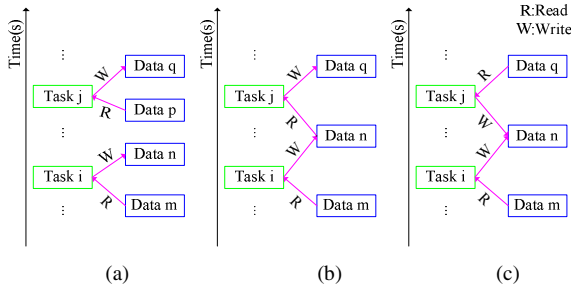 R:Read
W:Write
Time(s)
...
Data q
W
Task j
R
Data p
...
W
Data n
Task i
R
Data m
...
(a)
Time(s)
...
Data q
W
Task j
R
...
Data n
W
Task i
R
Data m
...
(b)
Time(s)
...
Data q
R
Task j
W
...
Data n
W
Task i
R
Data m
...
(c)